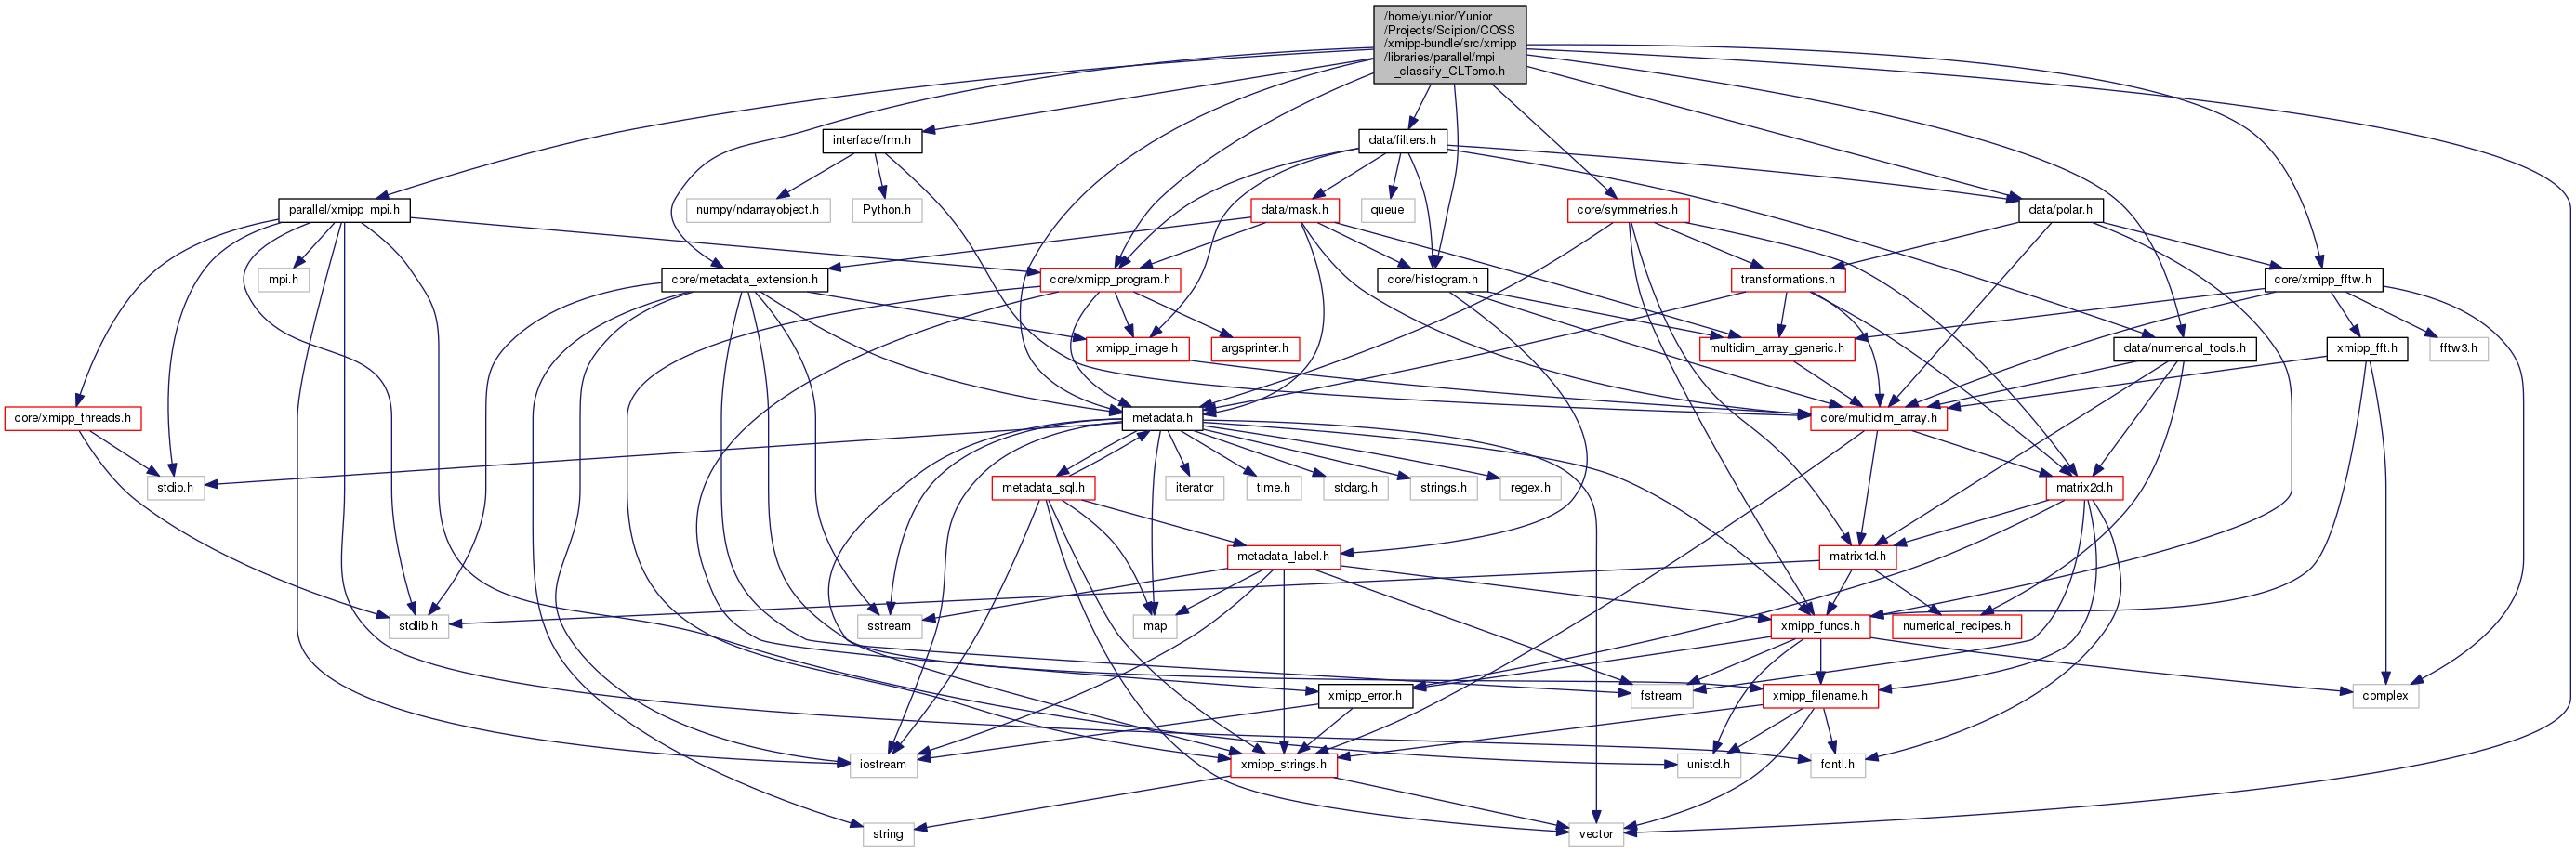 /home/yunior/Yunior
/Projects/Scipion/COSS
/xmipp-bundle/src/xmipp
/libraries/parallel/mpi
_classify_CLTomo.h
interface/frm.h
data/filters.h
parallel/xmipp_mpi.h
numpy/ndarrayobject.h
Python.h
data/mask.h
queue
core/symmetries.h
data/polar.h
mpi.h
core/metadata_extension.h
core/xmipp_program.h
core/histogram.h
transformations.h
core/xmipp_fftw.h
xmipp_image.h
argsprinter.h
multidim_array_generic.h
data/numerical_tools.h
xmipp_fft.h
fftw3.h
core/xmipp_threads.h
metadata.h
core/multidim_array.h
stdio.h
metadata_sql.h
iterator
time.h
stdarg.h
strings.h
regex.h
matrix2d.h
metadata_label.h
matrix1d.h
stdlib.h
sstream
map
xmipp_funcs.h
numerical_recipes.h
xmipp_error.h
fstream
xmipp_filename.h
complex
iostream
xmipp_strings.h
unistd.h
fcntl.h
string
vector